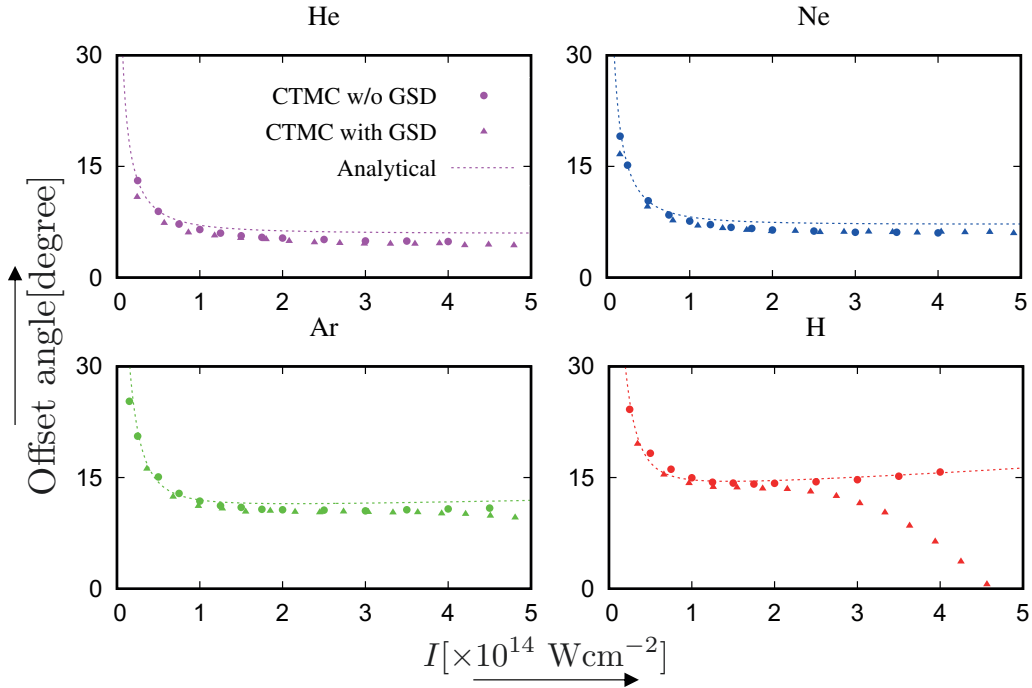 He
Ne
30
15
0
0 1 2 3 4 5
CTMC w/o GSD
CTMC with GSD
Analytical
30
15
0
0 1 2 3 4 5
Ar
H
30
15
0
0 1 2 3 4 5
30
15
0
0 1 2 3 4 5
Offset angle[degree]
I[×10¹⁴ Wcm⁻²]